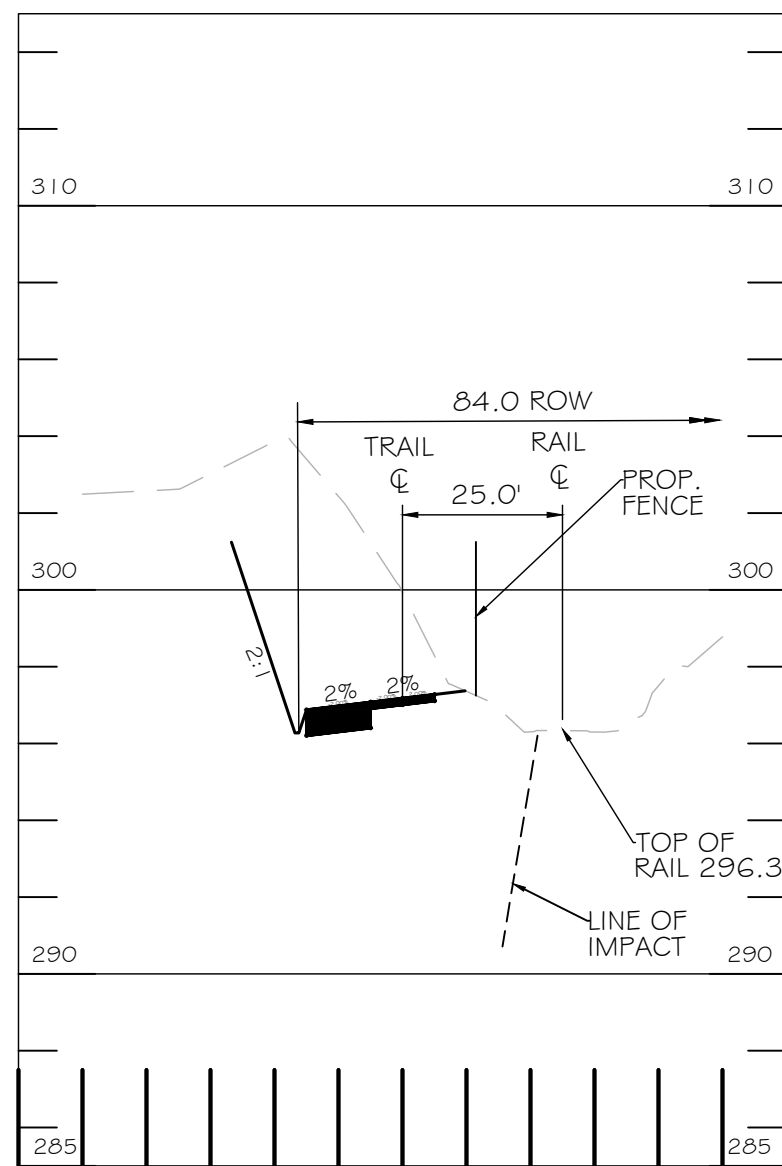 310
310
84.0 ROW
TRAIL
℄
RAIL
℄
25.0'
PROP.
FENCE
300
300
2:1
2%
2%
TOP OF
RAIL 296.3
LINE OF
IMPACT
290
290
285
285